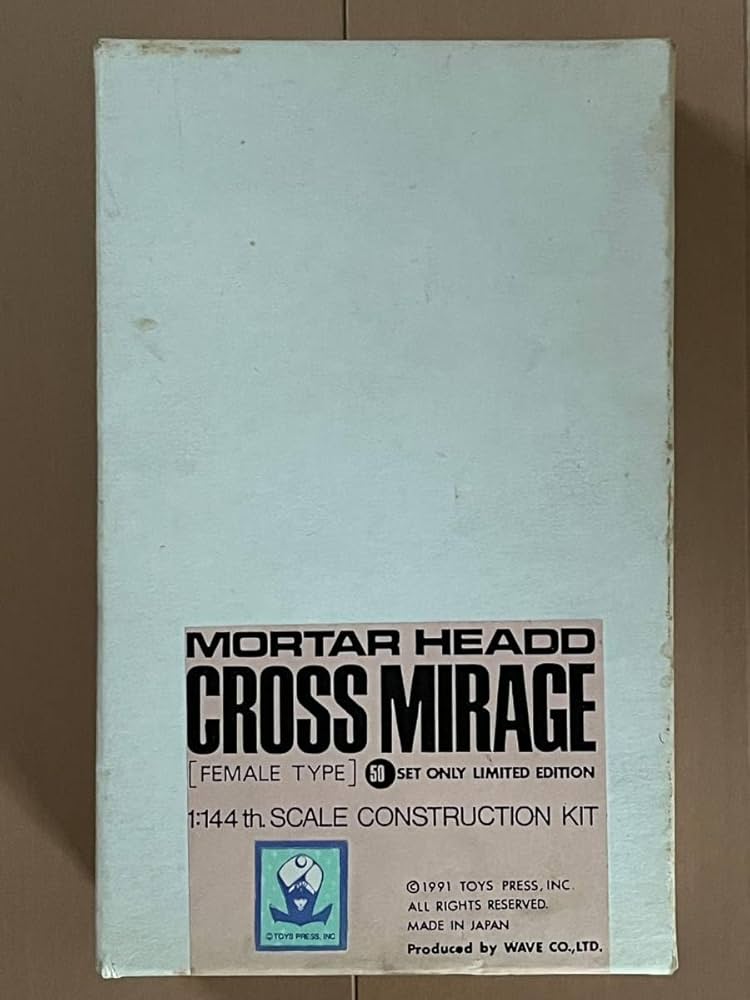 MORTAR HEADD
CROSS MIRAGE
[FEMALE TYPE] 50 SET ONLY LIMITED EDITION
1:144 th. SCALE CONSTRUCTION KIT
©TOYS PRESS, INC
©1991 TOYS PRESS, INC.
ALL RIGHTS RESERVED.
MADE IN JAPAN
Produced by WAVE CO.,LTD.